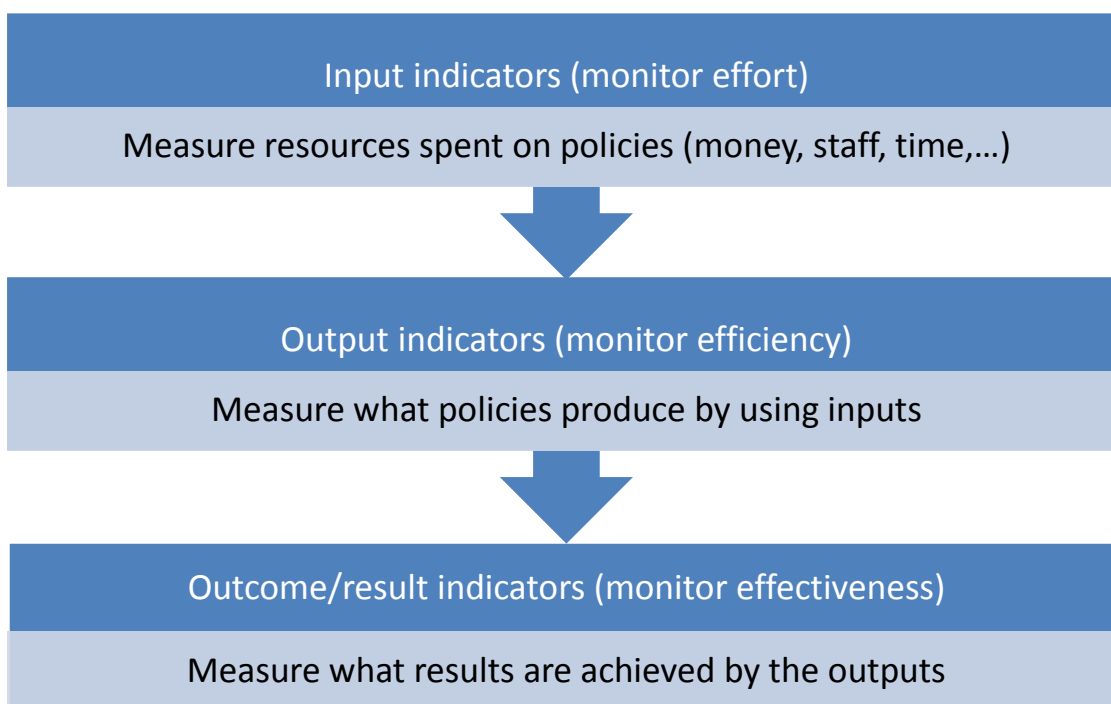 Input indicators (monitor effort)
Measure resources spent on policies (money, staff, time,...)
Output indicators (monitor efficiency)
Measure what policies produce by using inputs
Outcome/result indicators (monitor effectiveness)
Measure what results are achieved by the outputs